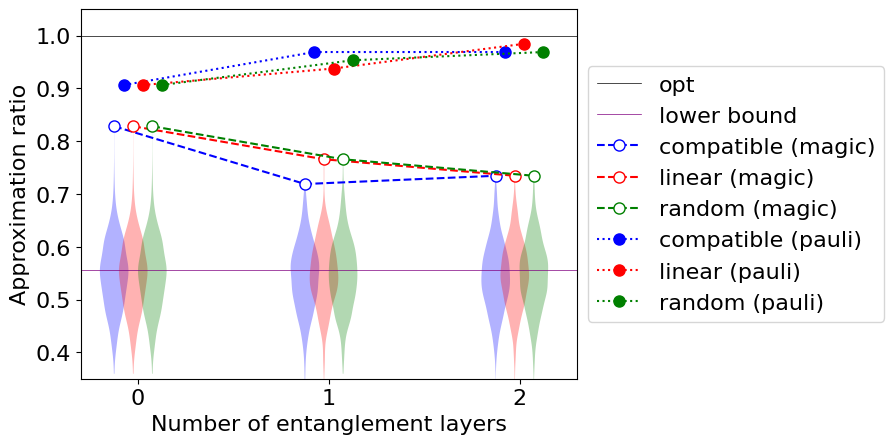 Approximation ratio
1.0
0.9
0.8
0.7
0.6
0.5
0.4
0
1
2
Number of entanglement layers
opt
lower bound
compatible (magic)
linear (magic)
random (magic)
compatible (pauli)
linear (pauli)
random (pauli)